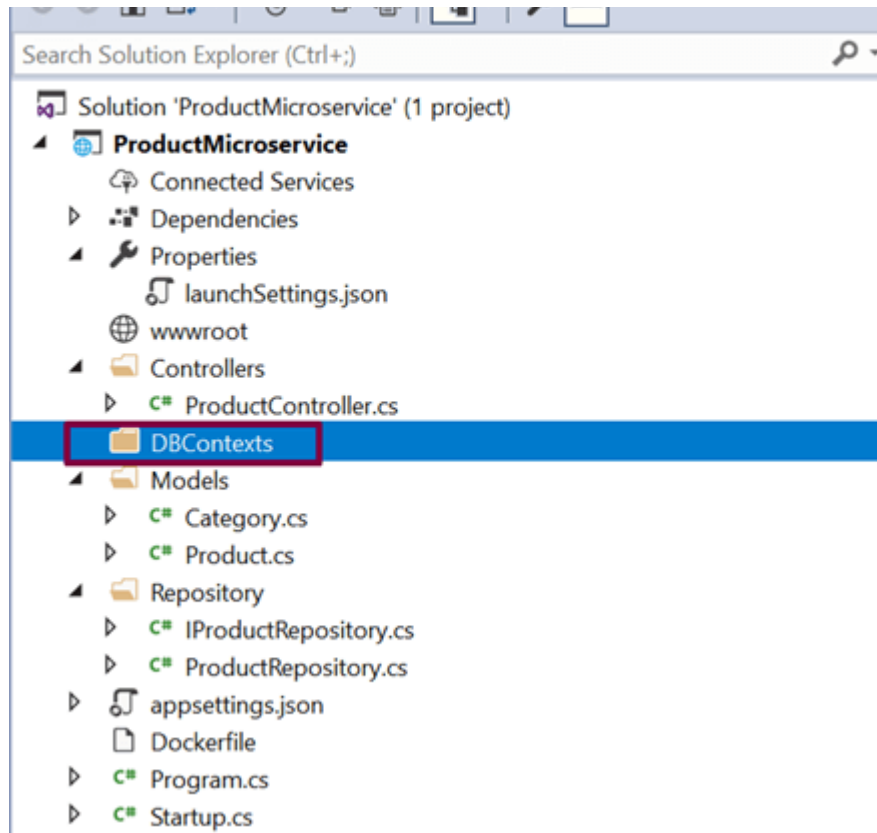 Search Solution Explorer (Ctrl+;)
Solution 'ProductMicroservice' (1 project)
ProductMicroservice
Connected Services
Dependencies
Properties
launchSettings.json
wwwroot
Controllers
C# ProductController.cs
DBContexts
Models
C# Category.cs
C# Product.cs
Repository
C# IProductRepository.cs
C# ProductRepository.cs
appsettings.json
Dockerfile
C# Program.cs
C# Startup.cs